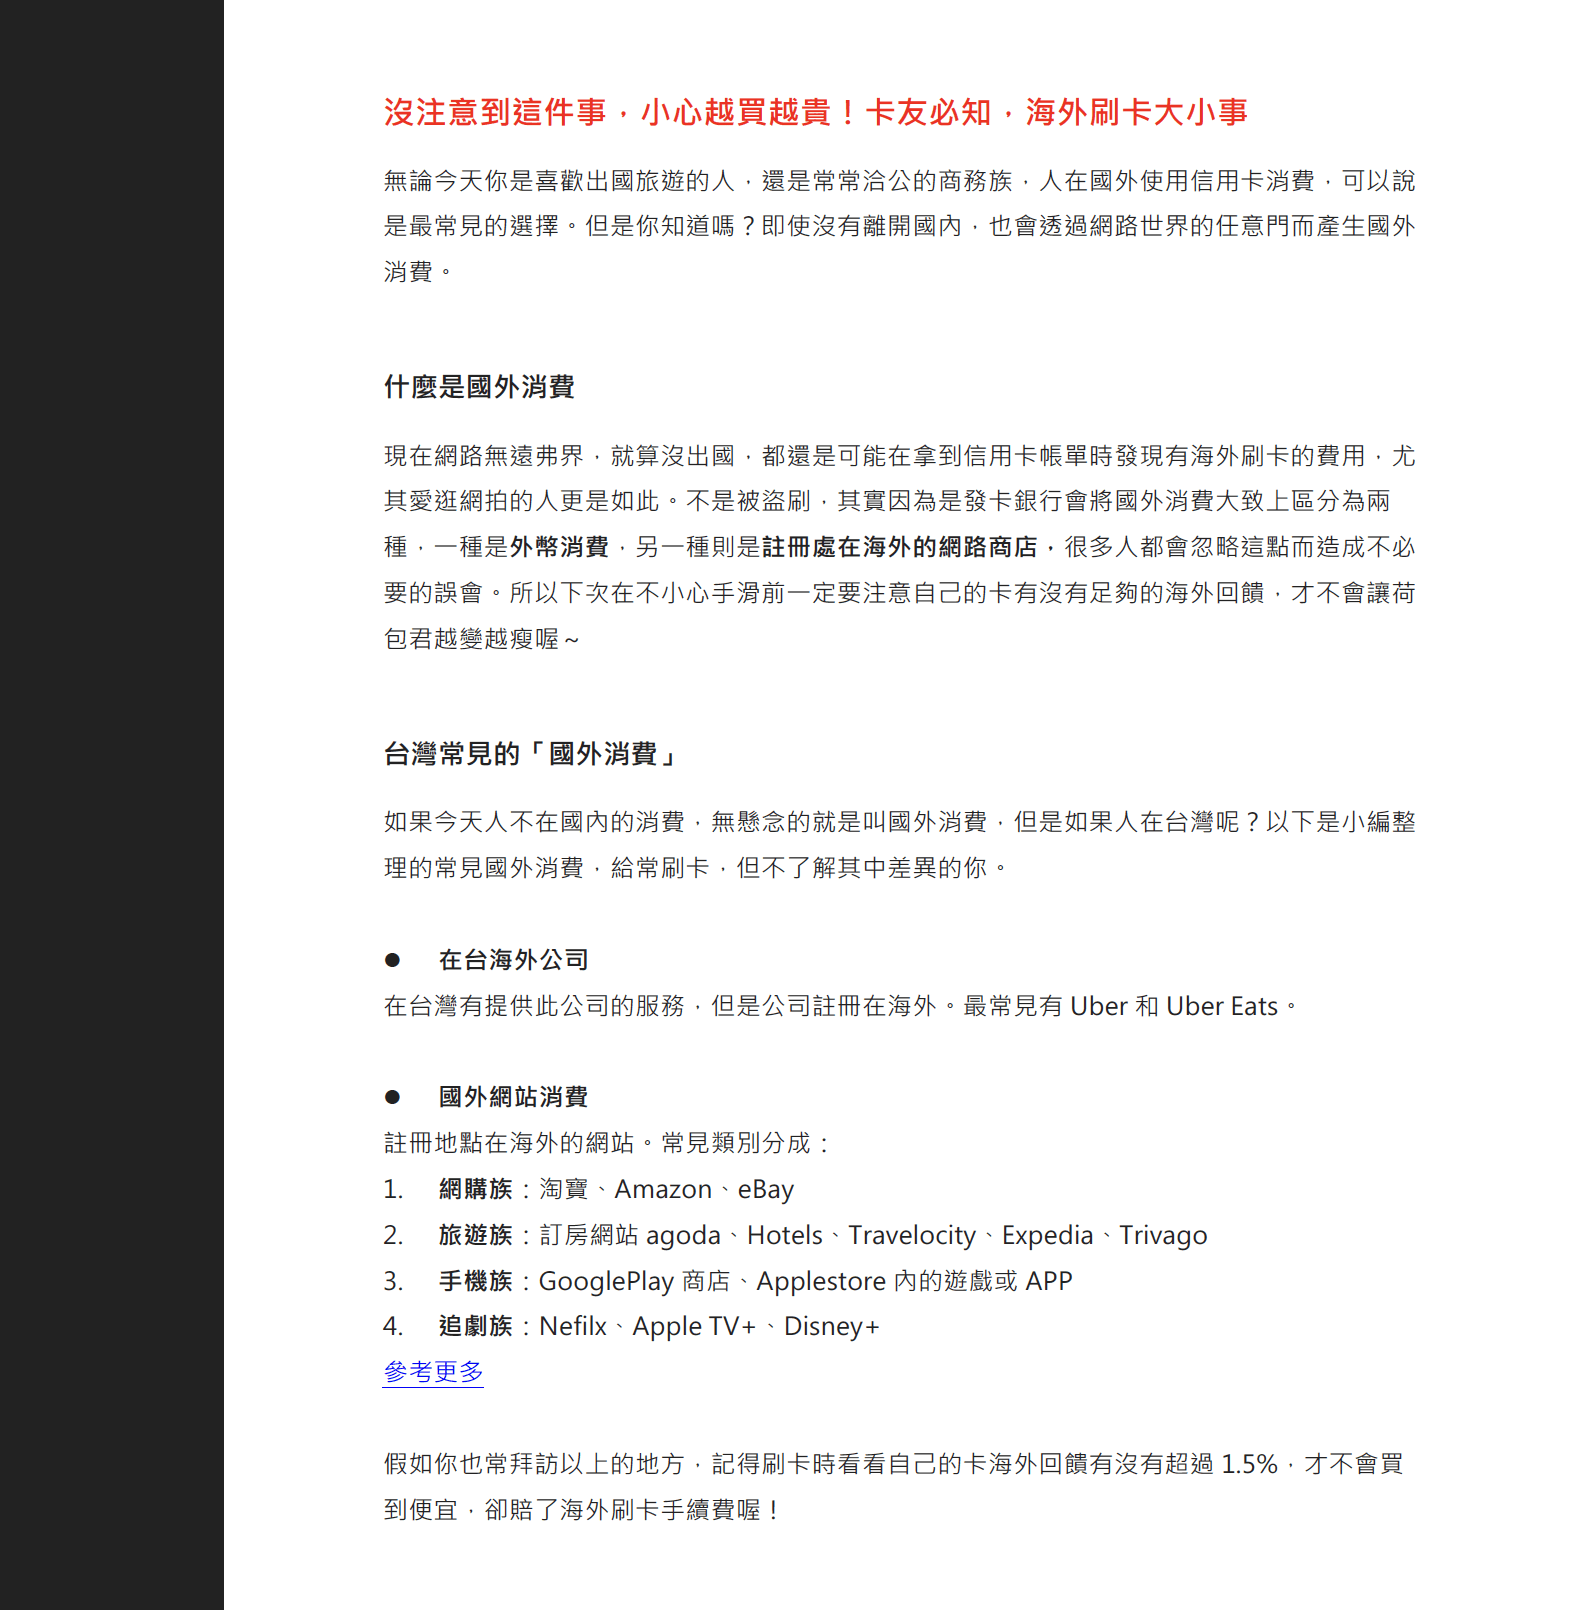 沒注意到這件事，小心越買越貴！卡友必知，海外刷卡大小事
無論今天你是喜歡出國旅遊的人，還是常常洽公的商務族，人在國外使用信用卡消費，可以說
是最常見的選擇。但是你知道嗎？即使沒有離開國內，也會透過網路世界的任意門而產生國外
消費。
什麼是國外消費
現在網路無遠弗界，就算沒出國，都還是可能在拿到信用卡帳單時發現有海外刷卡的費用，尤
其愛逛網拍的人更是如此。不是被盜刷，其實因為是發卡銀行會將國外消費大致上區分為兩
種，一種是外幣消費，另一種則是註冊處在海外的網路商店，很多人都會忽略這點而造成不必
要的誤會。所以下次在不小心手滑前一定要注意自己的卡有沒有足夠的海外回饋，才不會讓荷
包君越變越瘦喔～
台灣常見的「國外消費」
如果今天人不在國內的消費，無懸念的就是叫國外消費，但是如果人在台灣呢？以下是小編整
理的常見國外消費，給常刷卡，但不了解其中差異的你。
● 在台海外公司
在台灣有提供此公司的服務，但是公司註冊在海外。最常見有 Uber 和 Uber Eats。
● 國外網站消費
註冊地點在海外的網站。常見類別分成：
1. 網購族：淘寶、Amazon、eBay
2. 旅遊族：訂房網站 agoda、Hotels、Travelocity、Expedia、Trivago
3. 手機族：GooglePlay 商店、Applestore 內的遊戲或 APP
4. 追劇族：Nefilx、Apple TV+、Disney+
參考更多
假如你也常拜訪以上的地方，記得刷卡時看看自己的卡海外回饋有沒有超過 1.5%，才不會買
到便宜，卻賠了海外刷卡手續費喔！